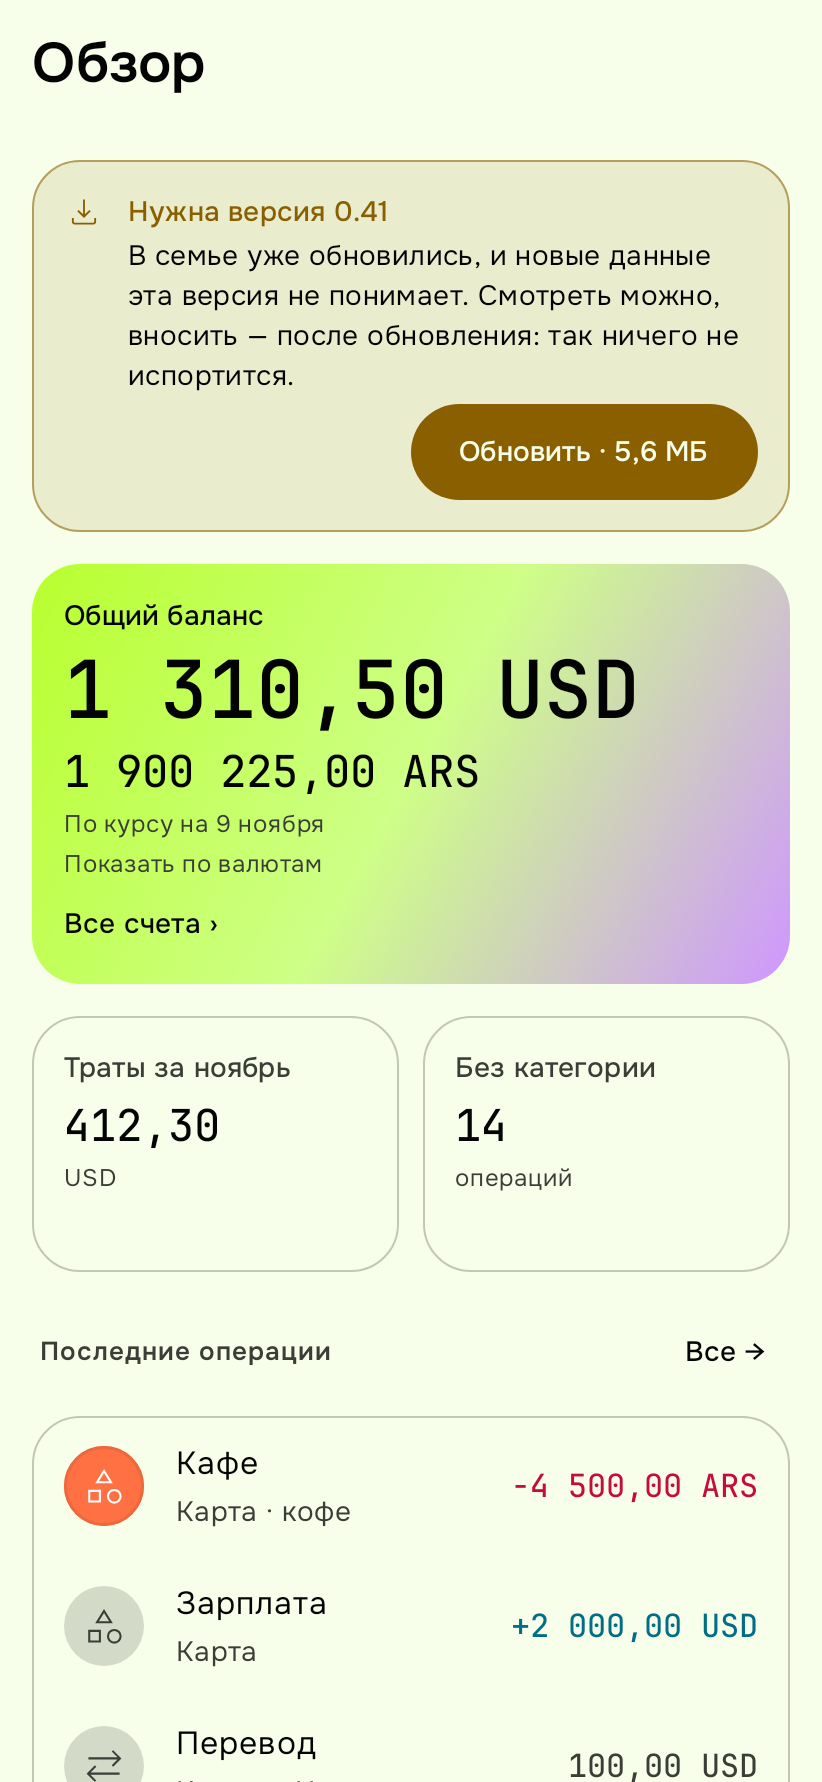 Обзор
Нужна версия 0.41
В семье уже обновились, и новые данные
эта версия не понимает. Смотреть можно,
вносить — после обновления: так ничего не
испортится.
Обновить · 5,6 МБ
Общий баланс
1 310,50 USD
1 900 225,00 ARS
По курсу на 9 ноября
Показать по валютам
Все счета ›
Траты за ноябрь
412,30
USD
Без категории
14
операций
Последние операции
Все →
Кафе
-4 500,00 ARS
Карта · кофе
Зарплата
+2 000,00 USD
Карта
Перевод
100,00 USD